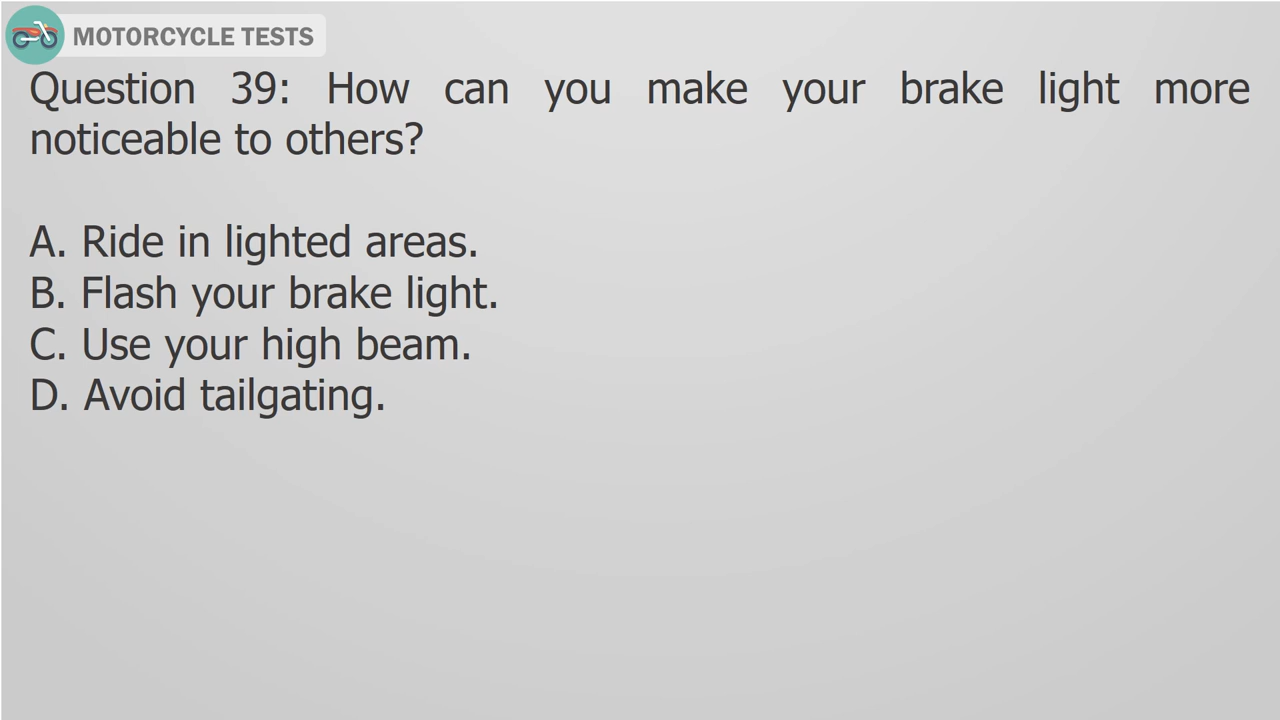 MOTORCYCLE TESTS
Question 39: How can you make your brake light more
noticeable to others?
A. Ride in lighted areas.
B. Flash your brake light.
C. Use your high beam.
D. Avoid tailgating.